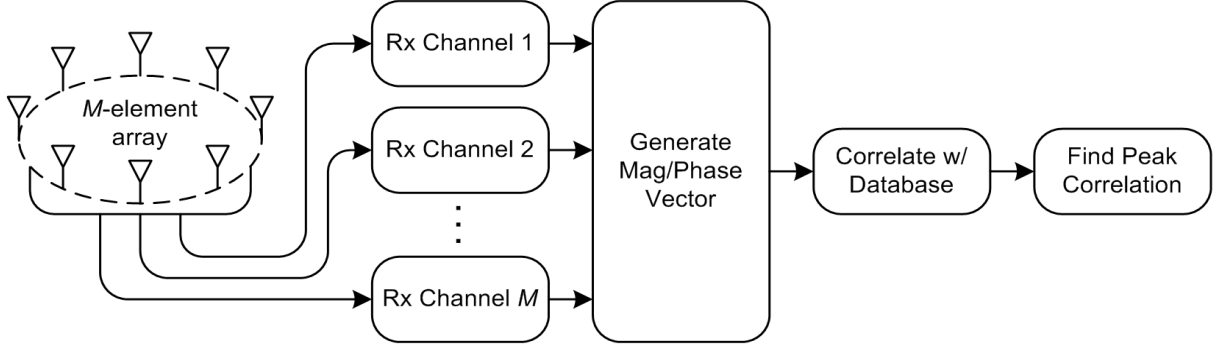 M-element
array
Rx Channel 1
Rx Channel 2
⋮
Rx Channel M
Generate
Mag/Phase
Vector
Correlate w/
Database
Find Peak
Correlation